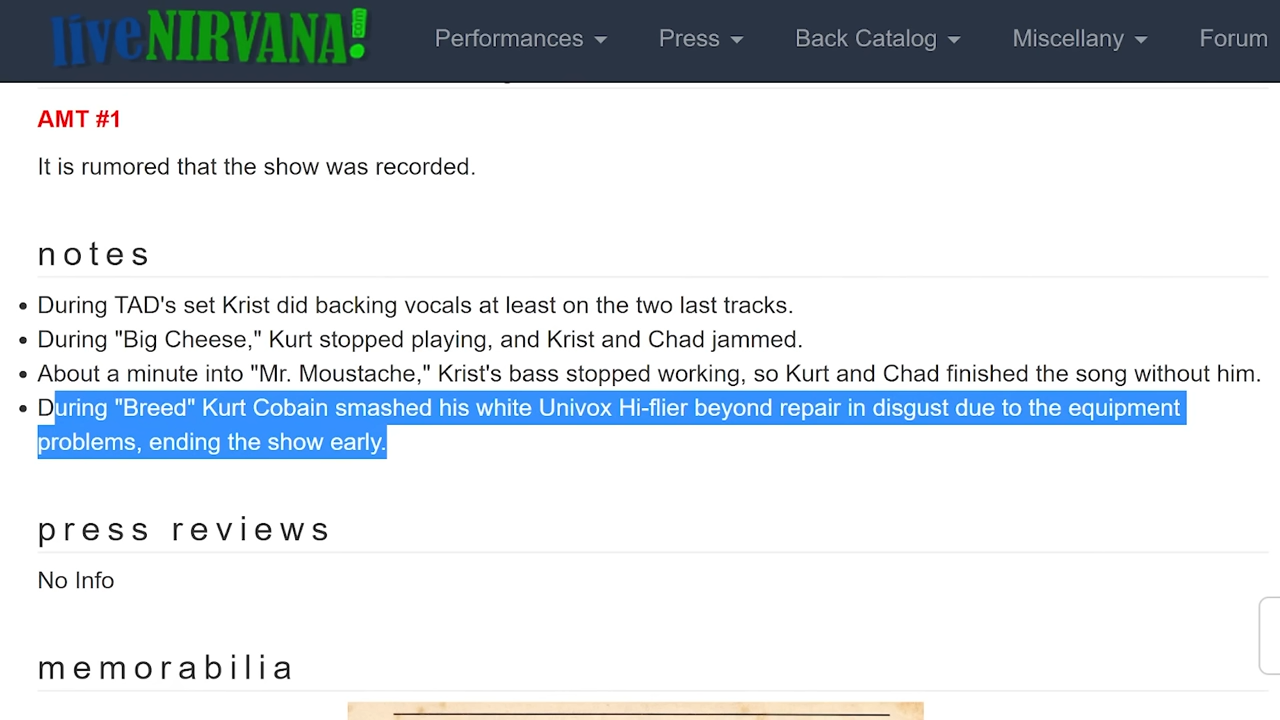 liveNIRVANA!com
Performances Press Back Catalog Miscellany Forum
AMT #1
It is rumored that the show was recorded.
notes
During TAD's set Krist did backing vocals at least on the two last tracks.
During "Big Cheese," Kurt stopped playing, and Krist and Chad jammed.
About a minute into "Mr. Moustache," Krist's bass stopped working, so Kurt and Chad finished the song without him.
During "Breed" Kurt Cobain smashed his white Univox Hi-flier beyond repair in disgust due to the equipment
problems, ending the show early.
press reviews
No Info
memorabilia